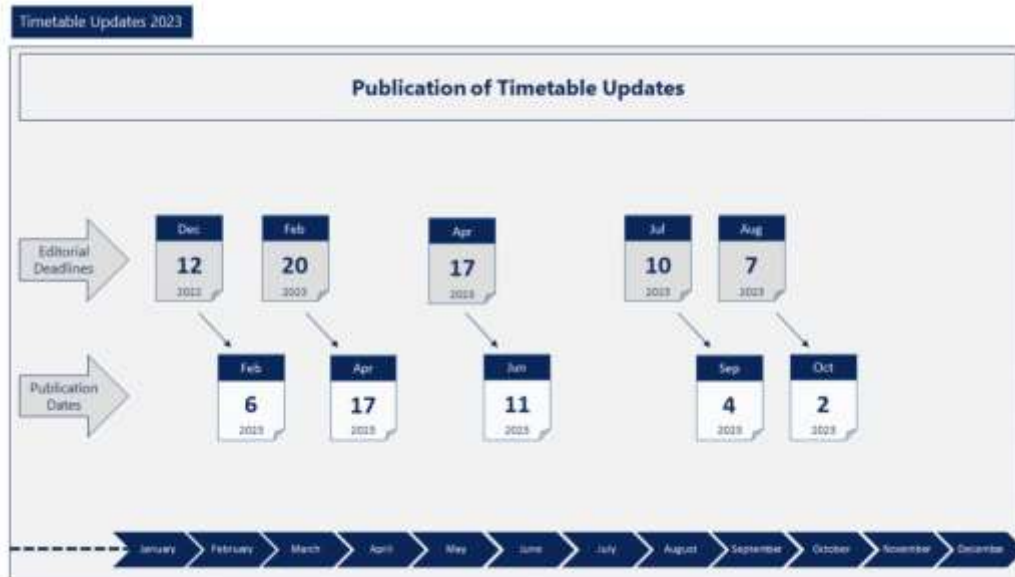 Timetable Updates 2023
Publication of Timetable Updates
Editorial
Deadlines
Dec
12
2022
Feb
20
2023
Apr
17
2023
Jul
10
2023
Aug
7
2023
Publication
Dates
Feb
6
2023
Apr
17
2023
Jun
11
2023
Sep
4
2023
Oct
2
2023
January
February
March
April
May
June
July
August
September
October
November
December